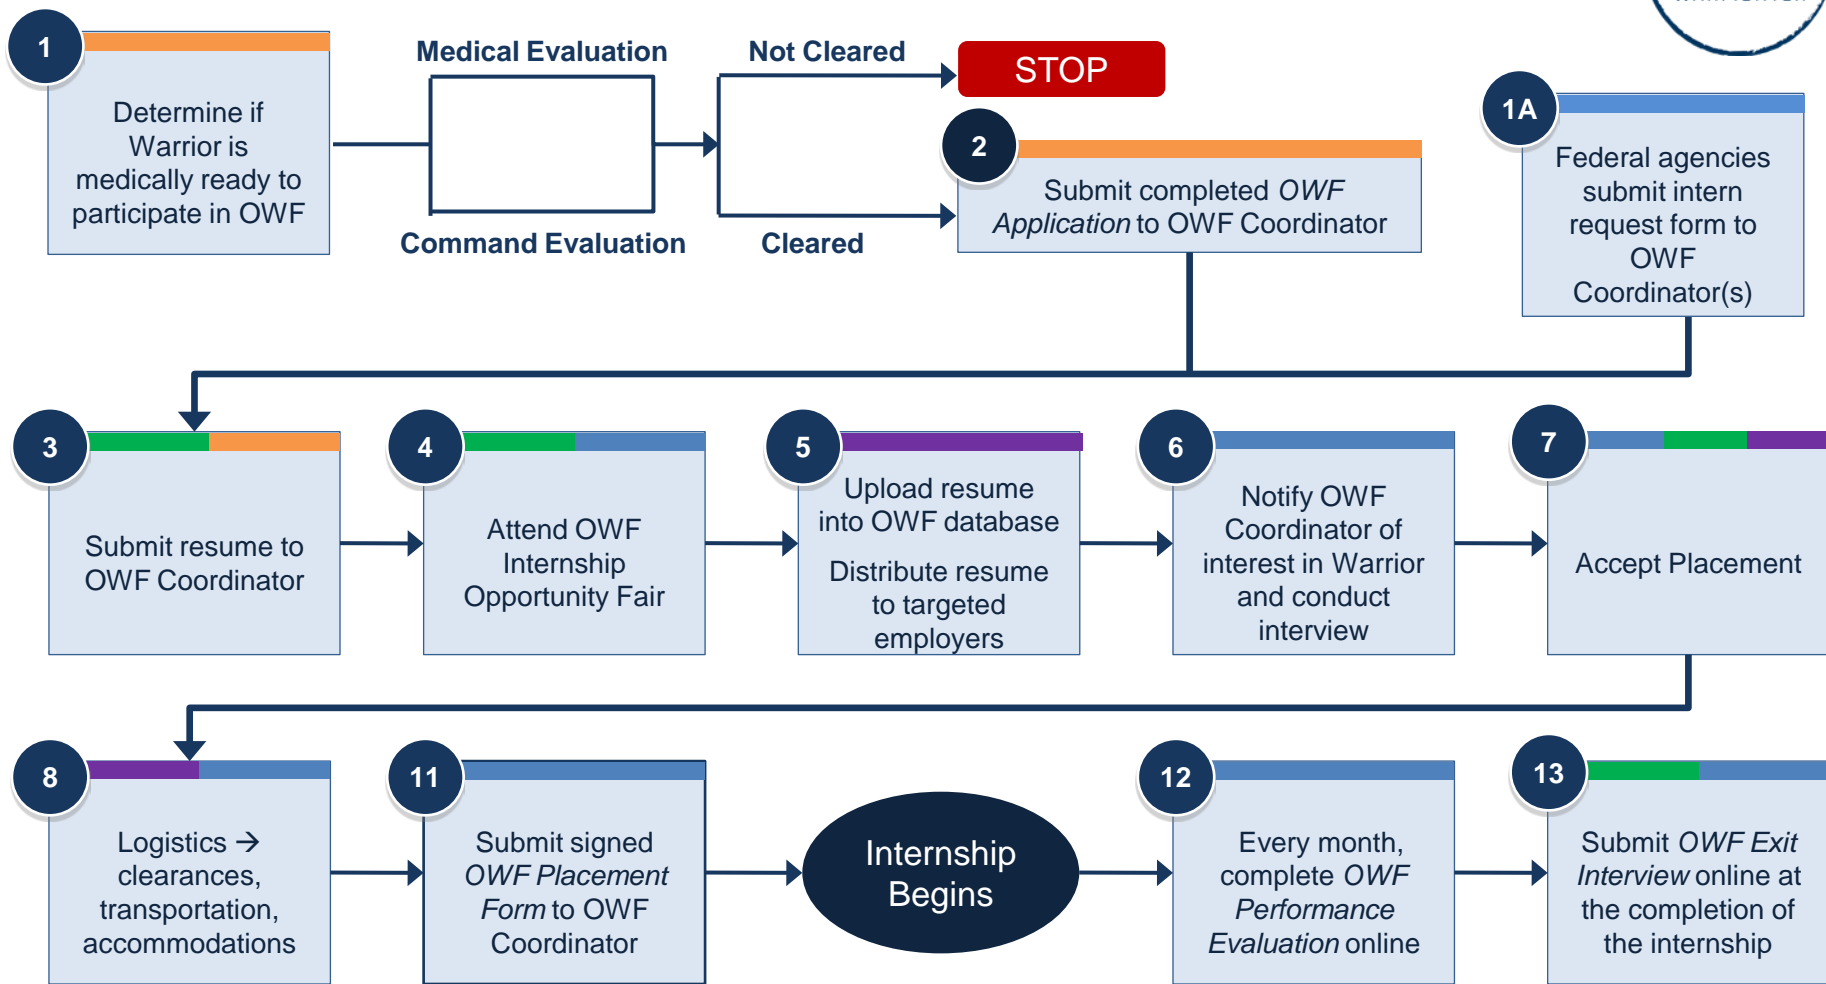 1
Determine if
Warrior is
medically ready to
participate in OWF
Medical Evaluation
Command Evaluation
Not Cleared
Cleared
STOP
2
Submit completed OWF
Application to OWF Coordinator
1A
Federal agencies
submit intern
request form to
OWF
Coordinator(s)
3
Submit resume to
OWF Coordinator
4
Attend OWF
Internship
Opportunity Fair
5
Upload resume
into OWF database
Distribute resume
to targeted
employers
6
Notify OWF
Coordinator of
interest in Warrior
and conduct
interview
7
Accept Placement
8
Logistics →
clearances,
transportation,
accommodations
11
Submit signed
OWF Placement
Form to OWF
Coordinator
Internship
Begins
12
Every month,
complete OWF
Performance
Evaluation online
13
Submit OWF Exit
Interview online at
the completion of
the internship